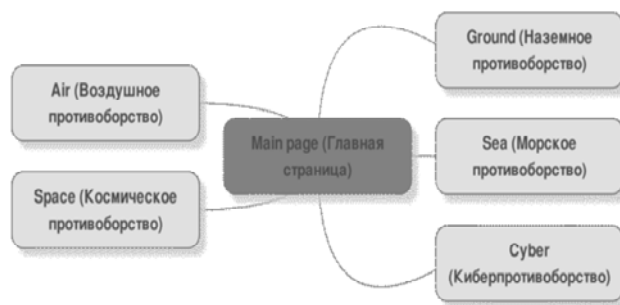 Ground (Наземное
противоборство)
Air (Воздушное
противоборство)
Main page (Главная
страница)
Sea (Морское
противоборство)
Space (Космическое
противоборство)
Cyber
(Киберпротивоборство)